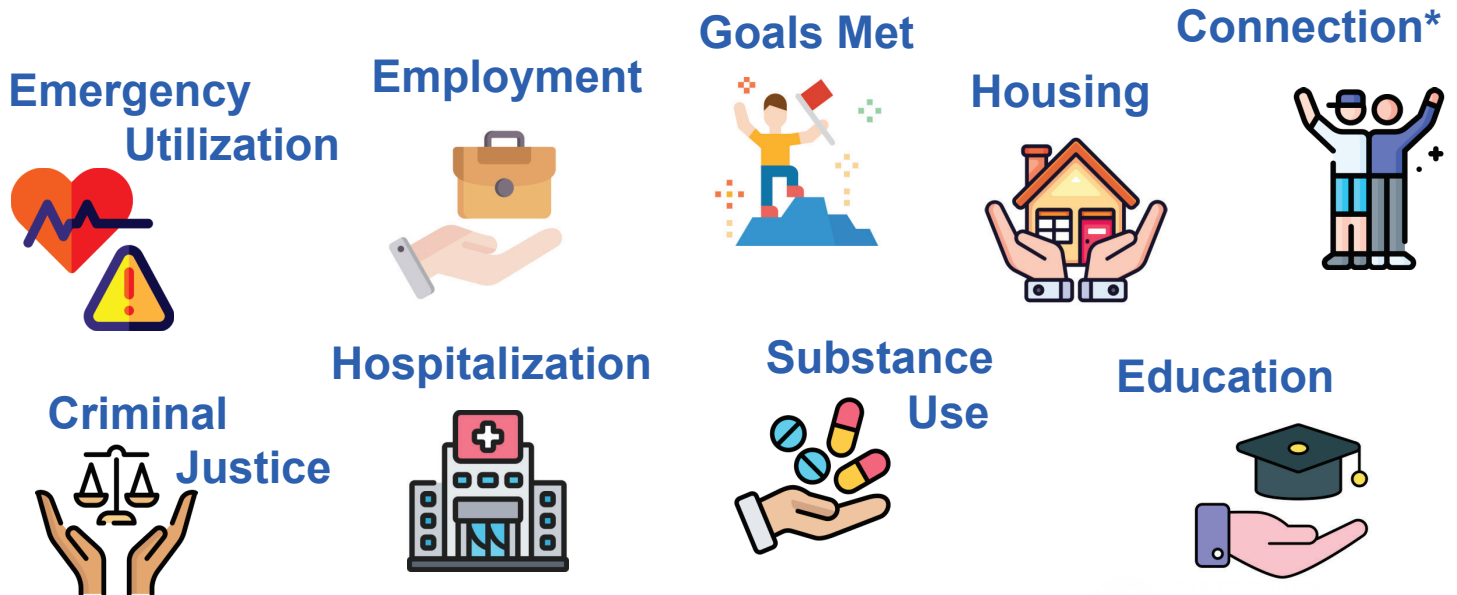 Emergency
Utilization
Employment
Goals Met
Housing
Connection*
Criminal
Justice
Hospitalization
Substance
Use
Education